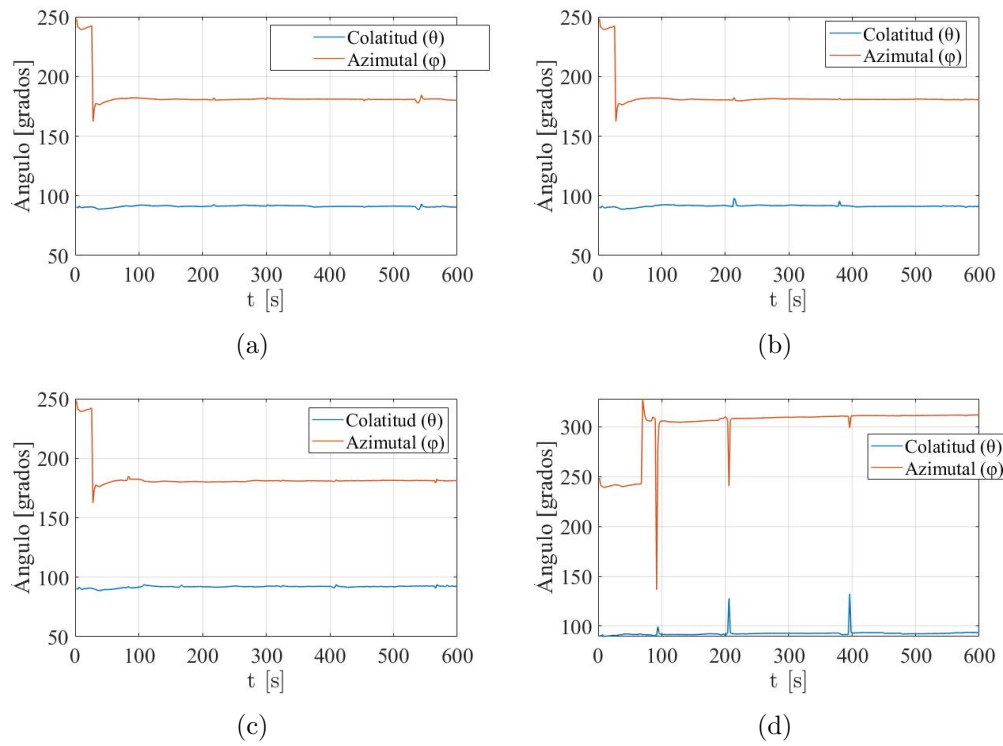 250
200
150
100
50
Ángulo [grados]
Colatitud (θ)
Azimutal (φ)
0 100 200 300 400 500 600
t [s]
(a)
250
200
150
100
50
Ángulo [grados]
Colatitud (θ)
Azimutal (φ)
0 100 200 300 400 500 600
t [s]
(b)
250
200
150
100
50
Ángulo [grados]
Colatitud (θ)
Azimutal (φ)
0 100 200 300 400 500 600
t [s]
(c)
300
250
200
150
100
Ángulo [grados]
Colatitud (θ)
Azimutal (φ)
0 100 200 300 400 500 600
t [s]
(d)